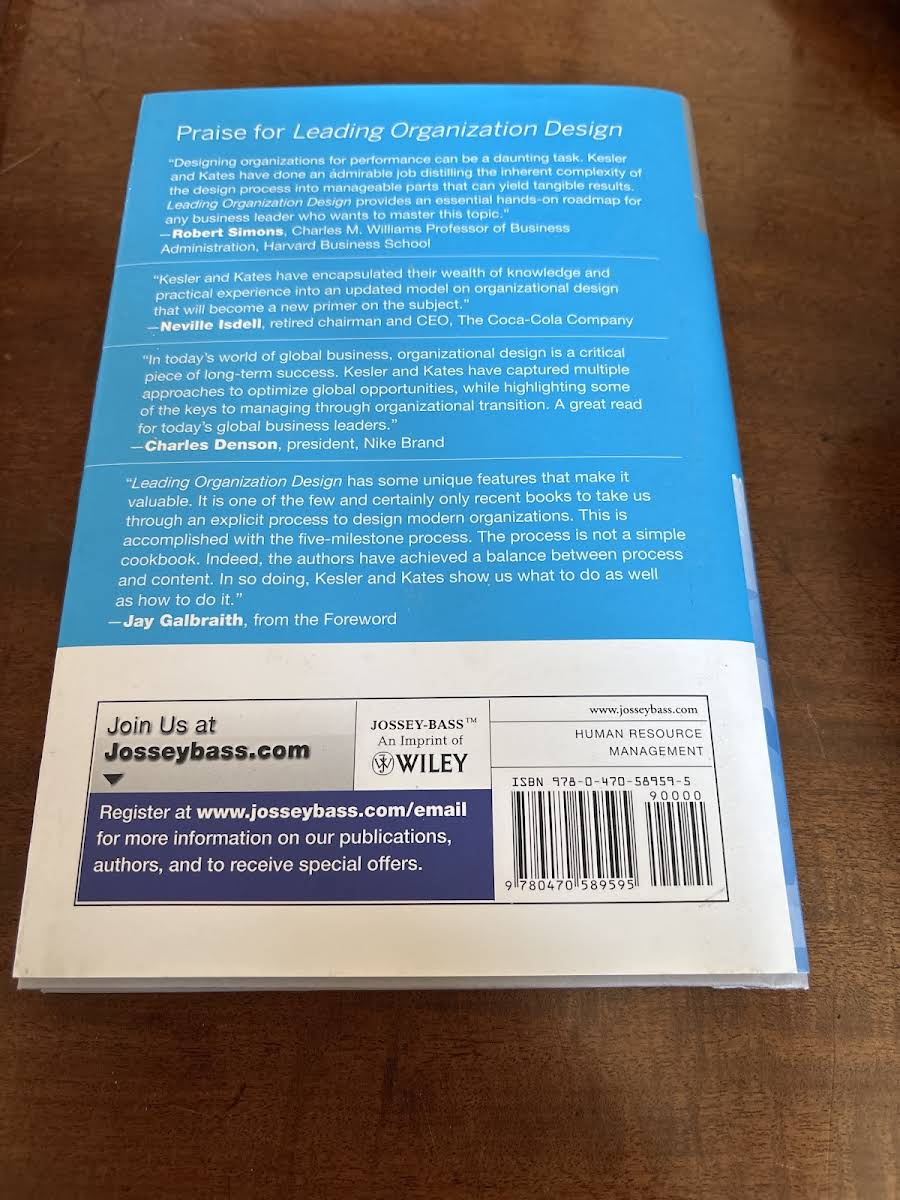 Praise for Leading Organization Design
“Designing organizations for performance can be a daunting task. Kesler
and Kates have done an admirable job distilling the inherent complexity of
the design process into manageable parts that can yield tangible results.
Leading Organization Design provides an essential hands-on roadmap for
any business leader who wants to master this topic.”
—Robert Simons, Charles M. Williams Professor of Business
Administration, Harvard Business School
“Kesler and Kates have encapsulated their wealth of knowledge and
practical experience into an updated model on organizational design
that will become a new primer on the subject.”
—Neville Isdell, retired chairman and CEO, The Coca-Cola Company
“In today’s world of global business, organizational design is a critical
piece of long-term success. Kesler and Kates have captured multiple
approaches to optimize global opportunities, while highlighting some
of the keys to managing through organizational transition. A great read
for today’s global business leaders.”
—Charles Denson, president, Nike Brand
“Leading Organization Design has some unique features that make it
valuable. It is one of the few and certainly only recent books to take us
through an explicit process to design modern organizations. This is
accomplished with the five-milestone process. The process is not a simple
cookbook. Indeed, the authors have achieved a balance between process
and content. In so doing, Kesler and Kates show us what to do as well
as how to do it.”
—Jay Galbraith, from the Foreword
Join Us at
Josseybass.com
JOSSEY-BASS™
An Imprint of
WILEY
www.josseybass.com
HUMAN RESOURCE
MANAGEMENT
Register at www.josseybass.com/email
for more information on our publications,
authors, and to receive special offers.
ISBN 978-0-470-58959-5
90000
9 780470 589595